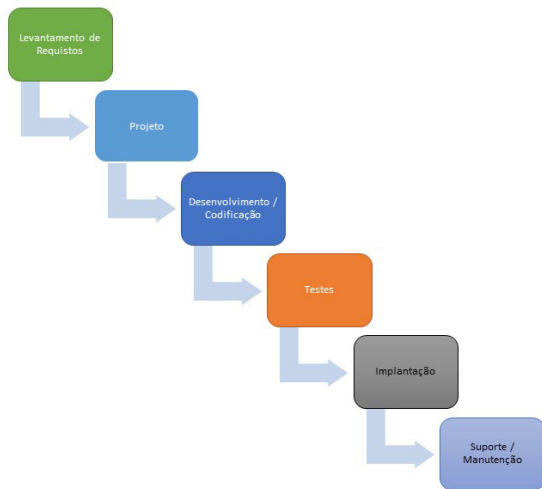 Levantamento de
Requistos
Projeto
Desenvolvimento /
Codificação
Testes
Implantação
Suporte /
Manutenção